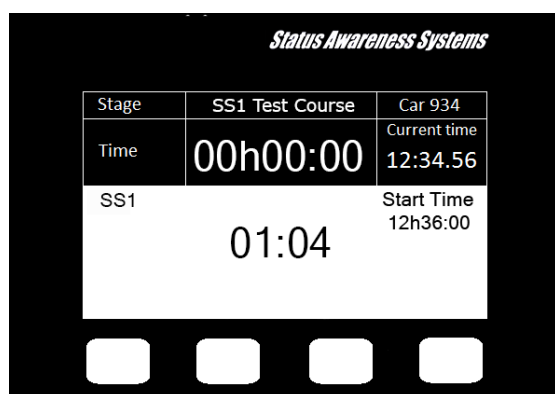 Status Awareness Systems
Stage
SS1 Test Course
Car 934
Time
00h00:00
Current time
12:34.56
SS1
01:04
Start Time
12h36:00